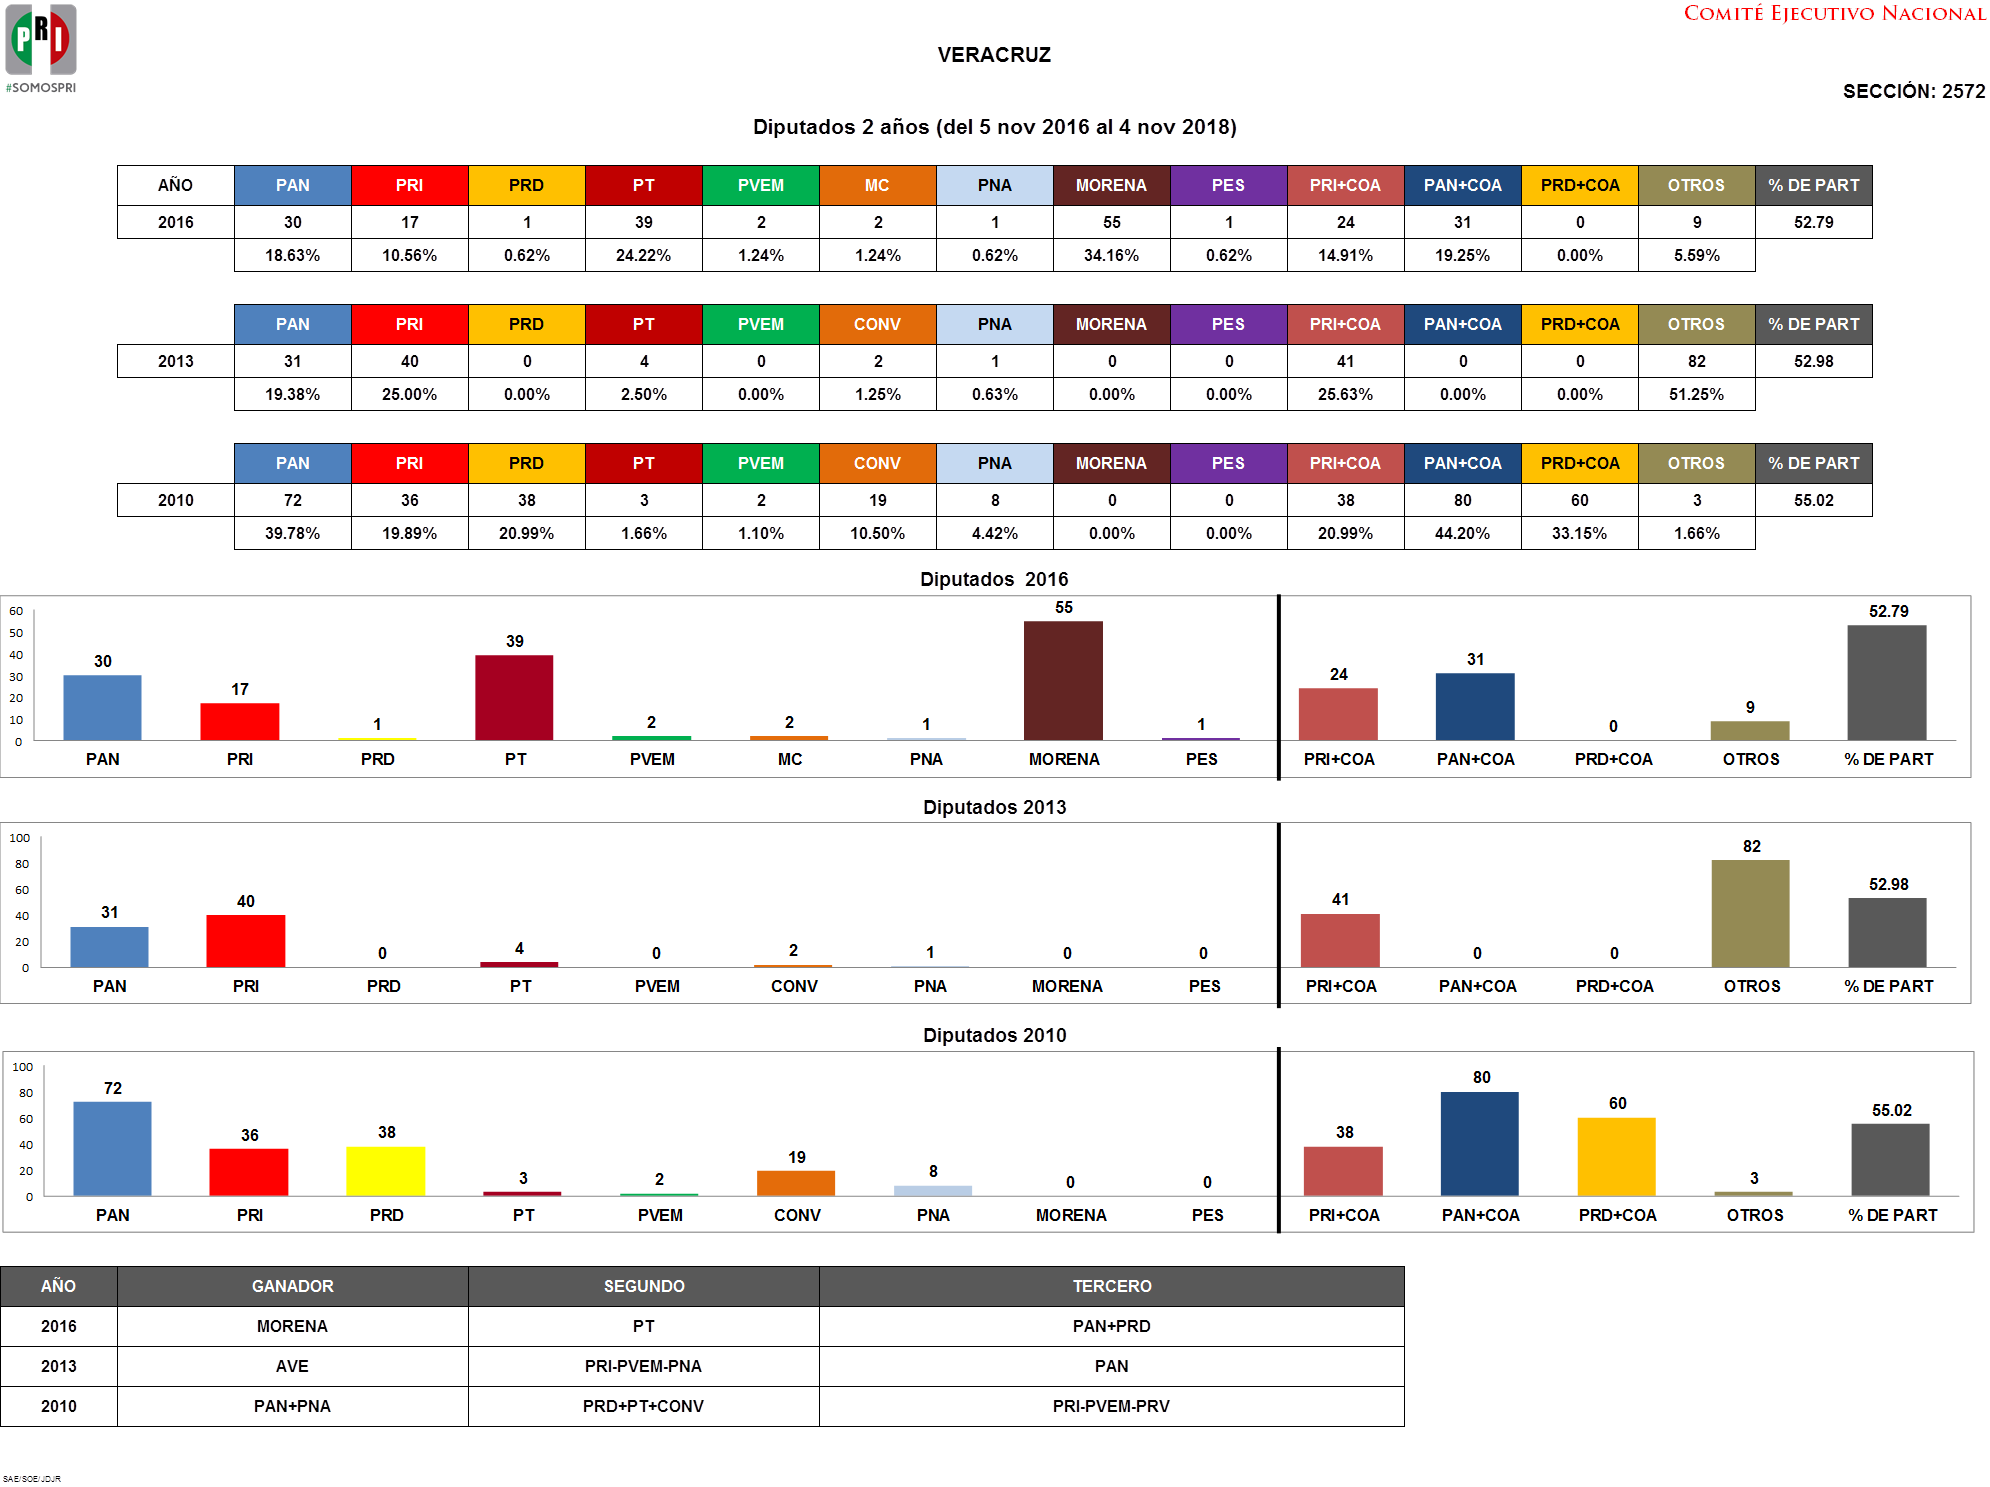 PRI
#SOMOSPRI
COMITÉ EJECUTIVO NACIONAL
VERACRUZ
SECCIÓN: 2572
Diputados 2 años (del 5 nov 2016 al 4 nov 2018)
AÑO PAN PRI PRD PT PVEM MC PNA MORENA PES PRI+COA PAN+COA PRD+COA OTROS % DE PART
2016 30 17 1 39 2 2 1 55 1 24 31 0 9 52.79
18.63% 10.56% 0.62% 24.22% 1.24% 1.24% 0.62% 34.16% 0.62% 14.91% 19.25% 0.00% 5.59%
PAN PRI PRD PT PVEM CONV PNA MORENA PES PRI+COA PAN+COA PRD+COA OTROS % DE PART
2013 31 40 0 4 0 2 1 0 0 41 0 0 82 52.98
19.38% 25.00% 0.00% 2.50% 0.00% 1.25% 0.63% 0.00% 0.00% 25.63% 0.00% 0.00% 51.25%
PAN PRI PRD PT PVEM CONV PNA MORENA PES PRI+COA PAN+COA PRD+COA OTROS % DE PART
2010 72 36 38 3 2 19 8 0 0 38 80 60 3 55.02
39.78% 19.89% 20.99% 1.66% 1.10% 10.50% 4.42% 0.00% 0.00% 20.99% 44.20% 33.15% 1.66%
Diputados 2016
60
50
40
30
20
10
0
30 17 1 39 2 2 1 55 1 24 31 0 9 52.79
PAN PRI PRD PT PVEM MC PNA MORENA PES PRI+COA PAN+COA PRD+COA OTROS % DE PART
Diputados 2013
100
80
60
40
20
0
31 40 0 4 0 2 1 0 0 41 0 0 82 52.98
PAN PRI PRD PT PVEM CONV PNA MORENA PES PRI+COA PAN+COA PRD+COA OTROS % DE PART
Diputados 2010
100
80
60
40
20
0
72 36 38 3 2 19 8 0 0 38 80 60 3 55.02
PAN PRI PRD PT PVEM CONV PNA MORENA PES PRI+COA PAN+COA PRD+COA OTROS % DE PART
AÑO GANADOR SEGUNDO TERCERO
2016 MORENA PT PAN+PRD
2013 AVE PRI-PVEM-PNA PAN
2010 PAN+PNA PRD+PT+CONV PRI-PVEM-PRV
SAE/SOE/JDJR